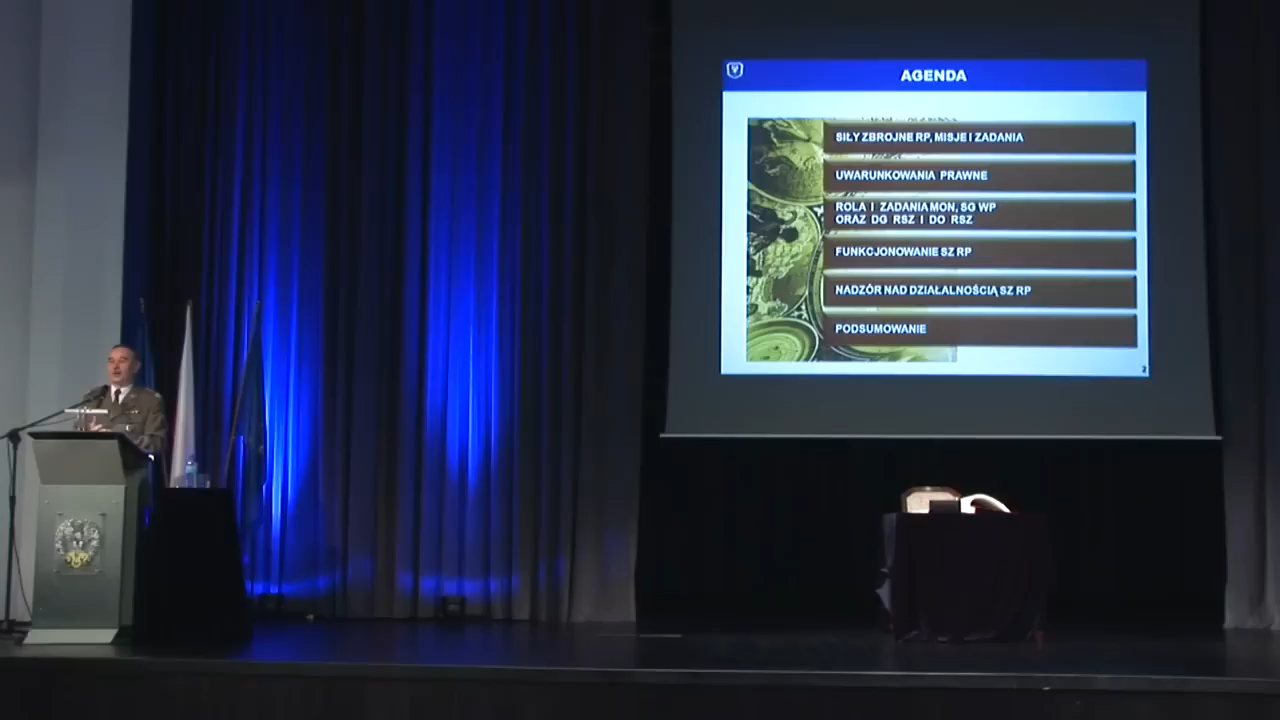 AGENDA
SIŁY ZBROJNE RP, MISJE I ZADANIA
UWARUNKOWANIA PRAWNE
ROLA I ZADANIA MON, SG WP
ORAZ DG RSZ I DO RSZ
FUNKCJONOWANIE SZ RP
NADZÓR NAD DZIAŁALNOŚCIĄ SZ RP
PODSUMOWANIE
2